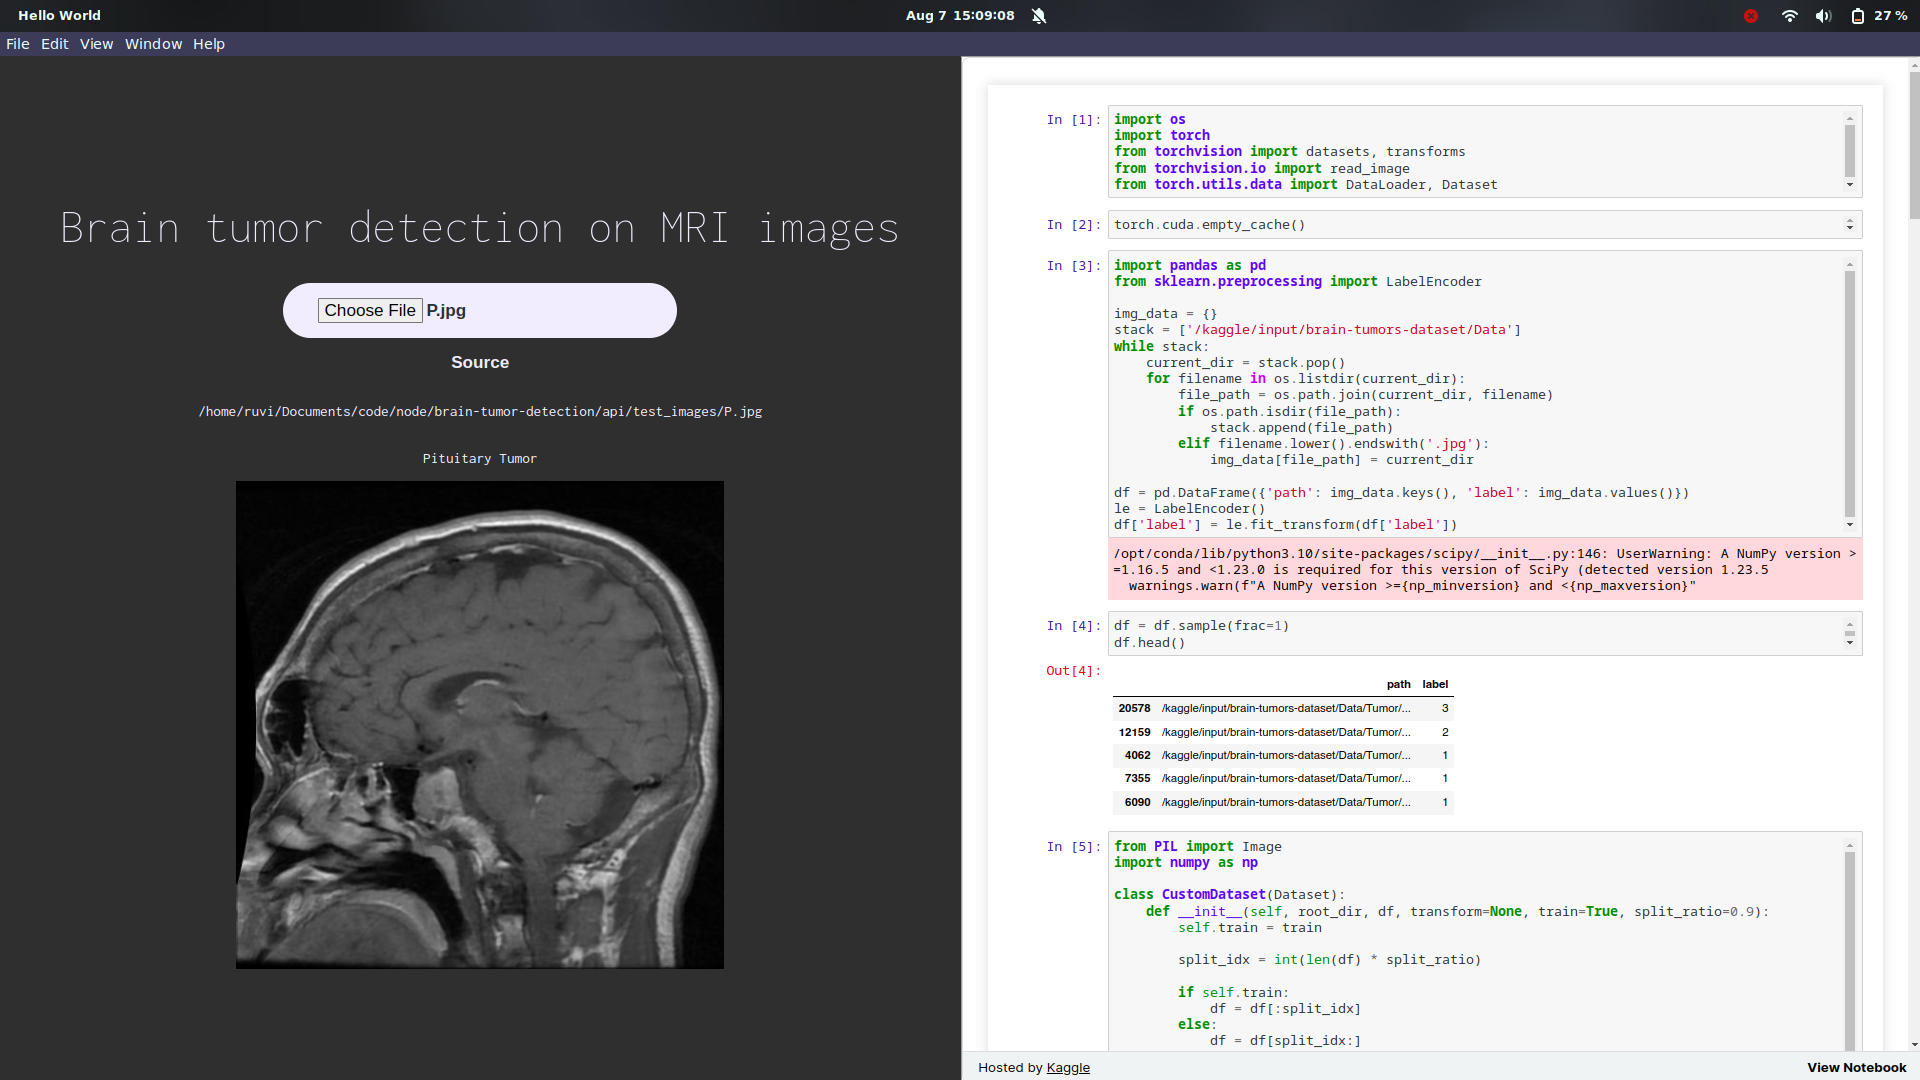 Hello World
Aug 7 15:09:08
27 %
File Edit View Window Help
Brain tumor detection on MRI images
Choose File P.jpg
Source
/home/ruvi/Documents/code/node/brain-tumor-detection/api/test_images/P.jpg
Pituitary Tumor
In [1]:
import os
import torch
from torchvision import datasets, transforms
from torchvision.io import read_image
from torch.utils.data import DataLoader, Dataset
In [2]:
torch.cuda.empty_cache()
In [3]:
import pandas as pd
from sklearn.preprocessing import LabelEncoder
img_data = {}
stack = ['/kaggle/input/brain-tumors-dataset/Data']
while stack:
    current_dir = stack.pop()
    for filename in os.listdir(current_dir):
        file_path = os.path.join(current_dir, filename)
        if os.path.isdir(file_path):
            stack.append(file_path)
        elif filename.lower().endswith('.jpg'):
            img_data[file_path] = current_dir
df = pd.DataFrame({'path': img_data.keys(), 'label': img_data.values()})
le = LabelEncoder()
df['label'] = le.fit_transform(df['label'])
/opt/conda/lib/python3.10/site-packages/scipy/__init__.py:146: UserWarning: A NumPy version >
=1.16.5 and <1.23.0 is required for this version of SciPy (detected version 1.23.5
  warnings.warn(f"A NumPy version >={np_minversion} and <{np_maxversion}"
In [4]:
df = df.sample(frac=1)
df.head()
Out[4]:
path label
20578 /kaggle/input/brain-tumors-dataset/Data/Tumor/... 3
12159 /kaggle/input/brain-tumors-dataset/Data/Tumor/... 2
4062 /kaggle/input/brain-tumors-dataset/Data/Tumor/... 1
7355 /kaggle/input/brain-tumors-dataset/Data/Tumor/... 1
6090 /kaggle/input/brain-tumors-dataset/Data/Tumor/... 1
In [5]:
from PIL import Image
import numpy as np
class CustomDataset(Dataset):
    def __init__(self, root_dir, df, transform=None, train=True, split_ratio=0.9):
        self.train = train
        split_idx = int(len(df) * split_ratio)
        if self.train:
            df = df[:split_idx]
        else:
            df = df[split_idx:]
Hosted by Kaggle
View Notebook